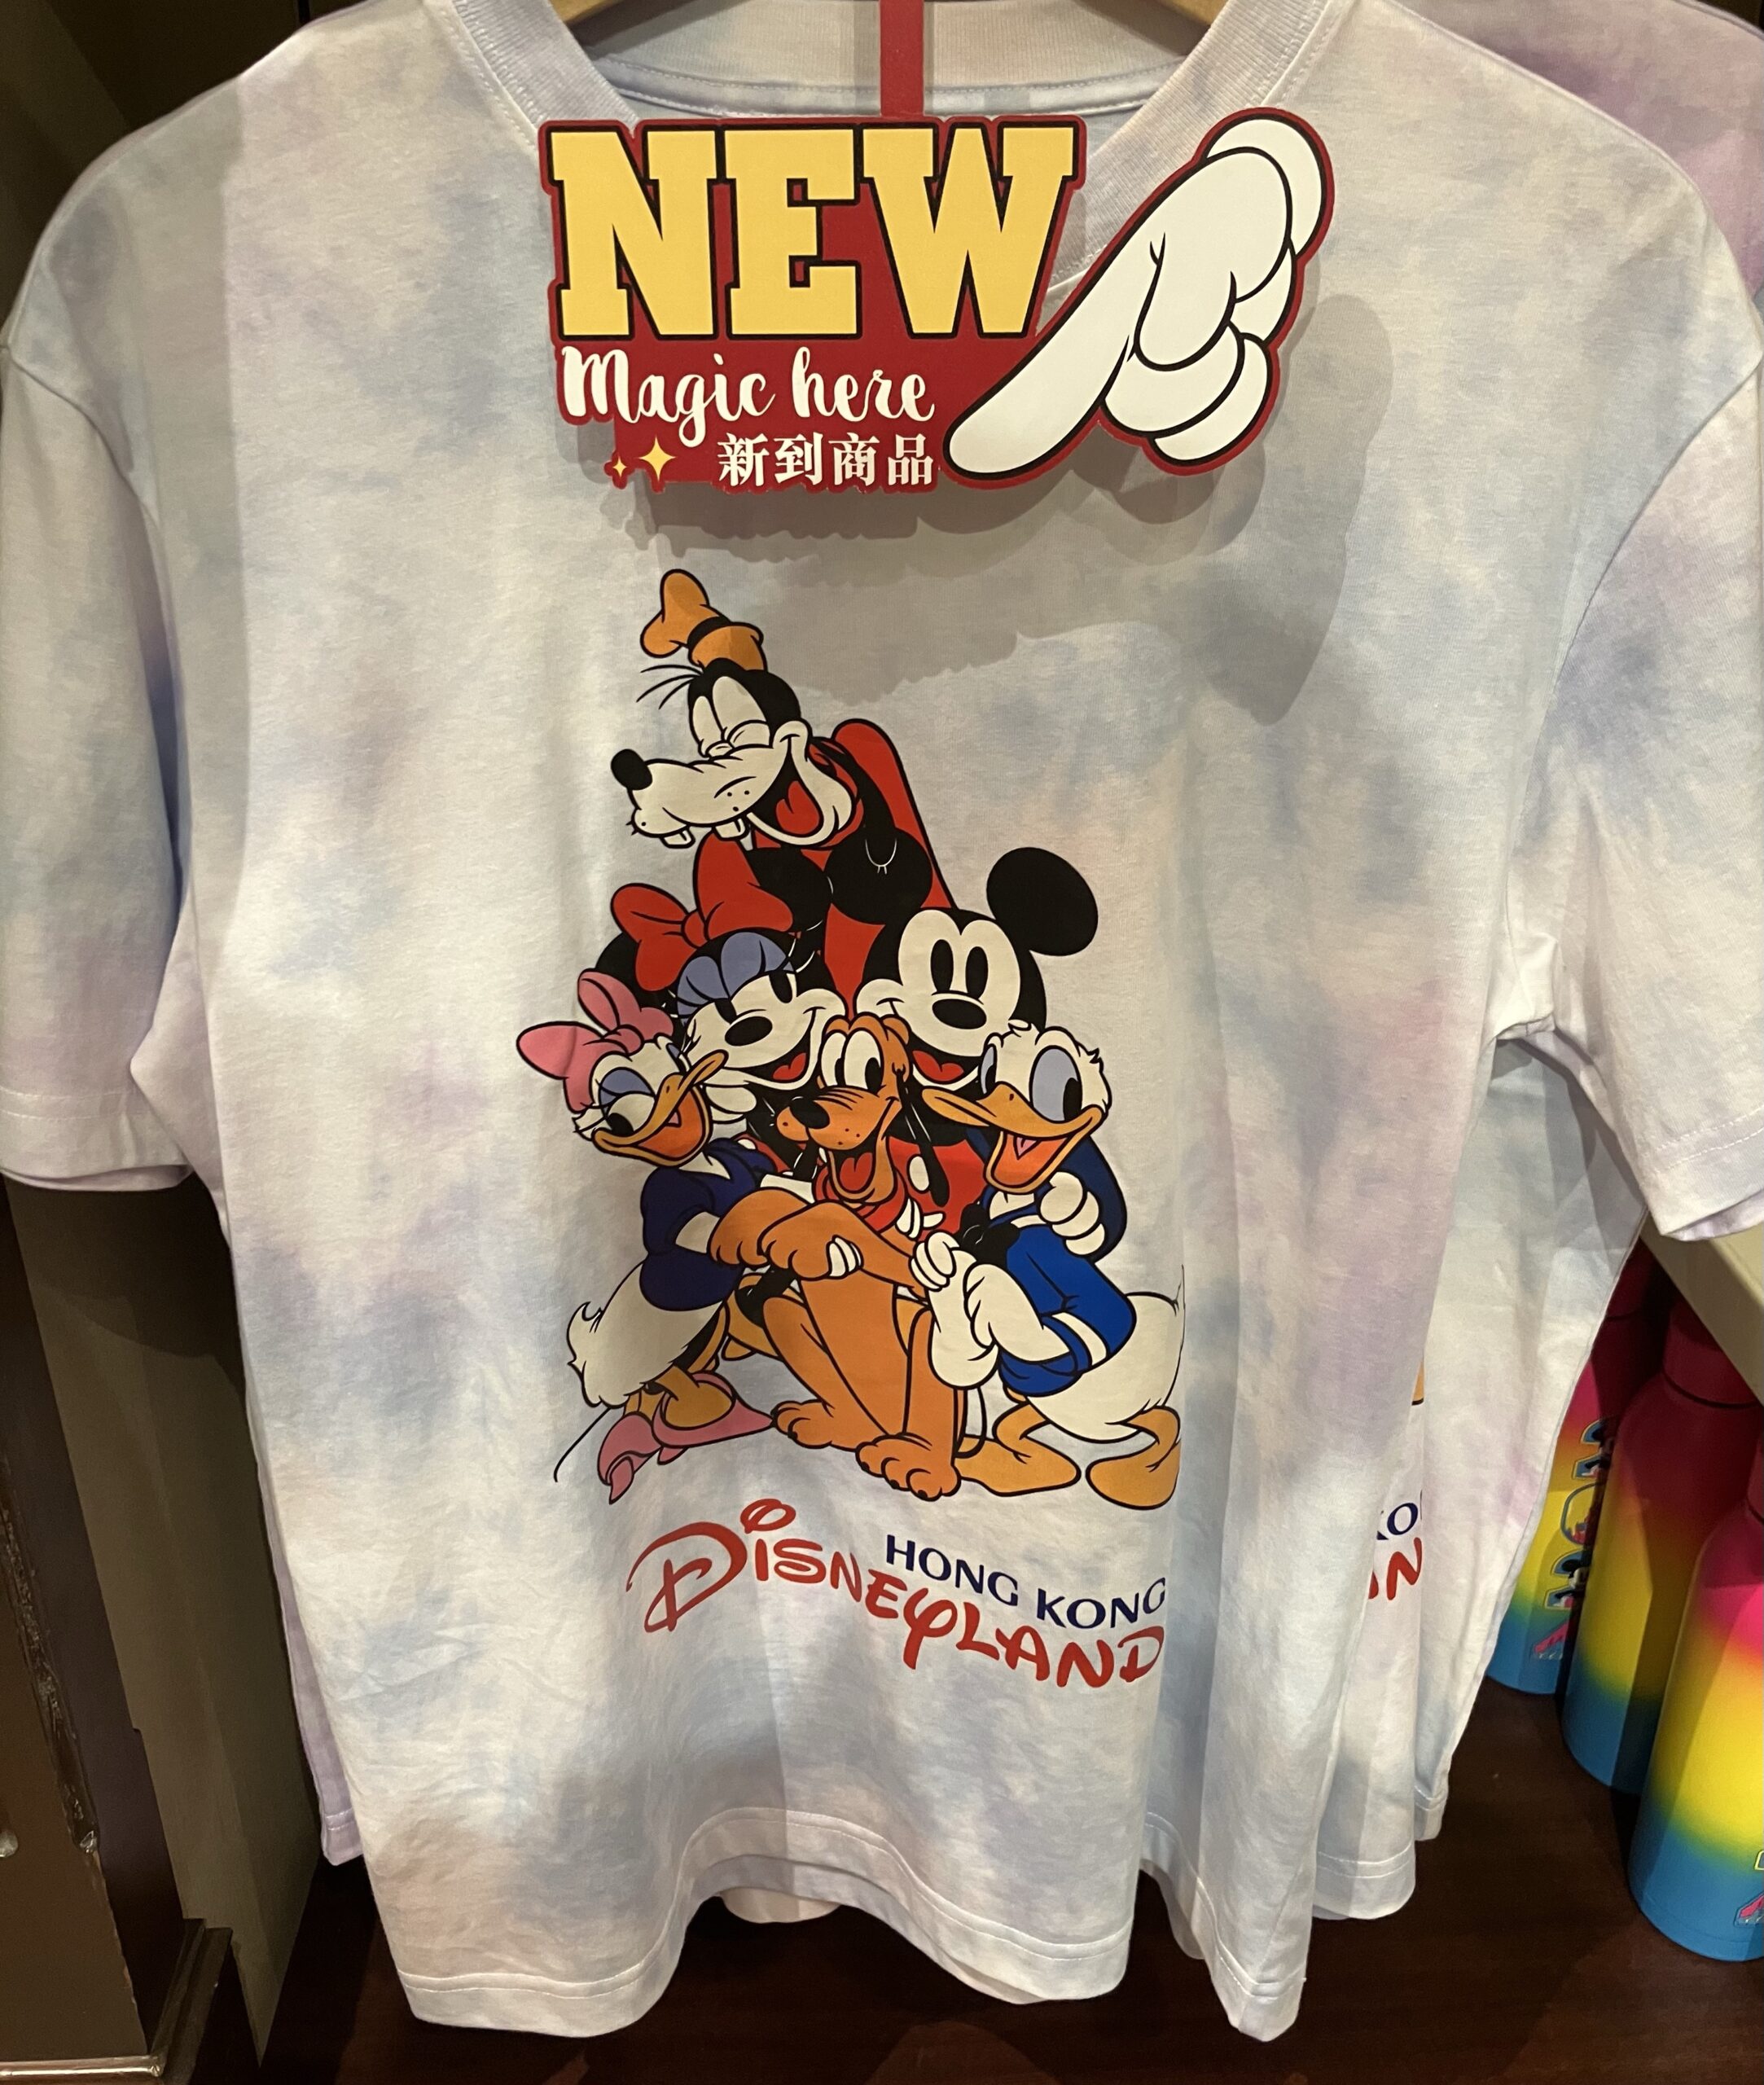 NEW
Magic here
新到商品
HONG KONG
DISNEYLAND